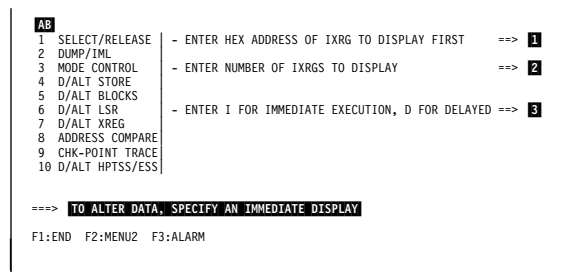 AB
1 SELECT/RELEASE | - ENTER HEX ADDRESS OF IXRG TO DISPLAY FIRST ==> 1
2 DUMP/IML |
3 MODE CONTROL | - ENTER NUMBER OF IXRGS TO DISPLAY ==> 2
4 D/ALT STORE |
5 D/ALT BLOCKS |
6 D/ALT LSR | - ENTER I FOR IMMEDIATE EXECUTION, D FOR DELAYED ==> 3
7 D/ALT XREG |
8 ADDRESS COMPARE|
9 CHK-POINT TRACE|
10 D/ALT HPTSS/ESS|
===> TO ALTER DATA, SPECIFY AN IMMEDIATE DISPLAY
F1:END F2:MENU2 F3:ALARM